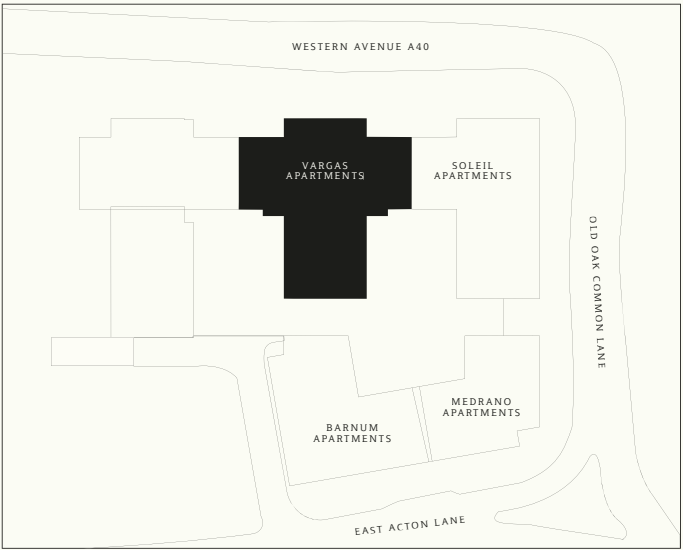 WESTERN AVENUE A40
VARGAS
APARTMENTS
SOLEIL
APARTMENTS
OLD OAK COMMON LANE
MEDRANO
APARTMENTS
BARNUM
APARTMENTS
EAST ACTON LANE